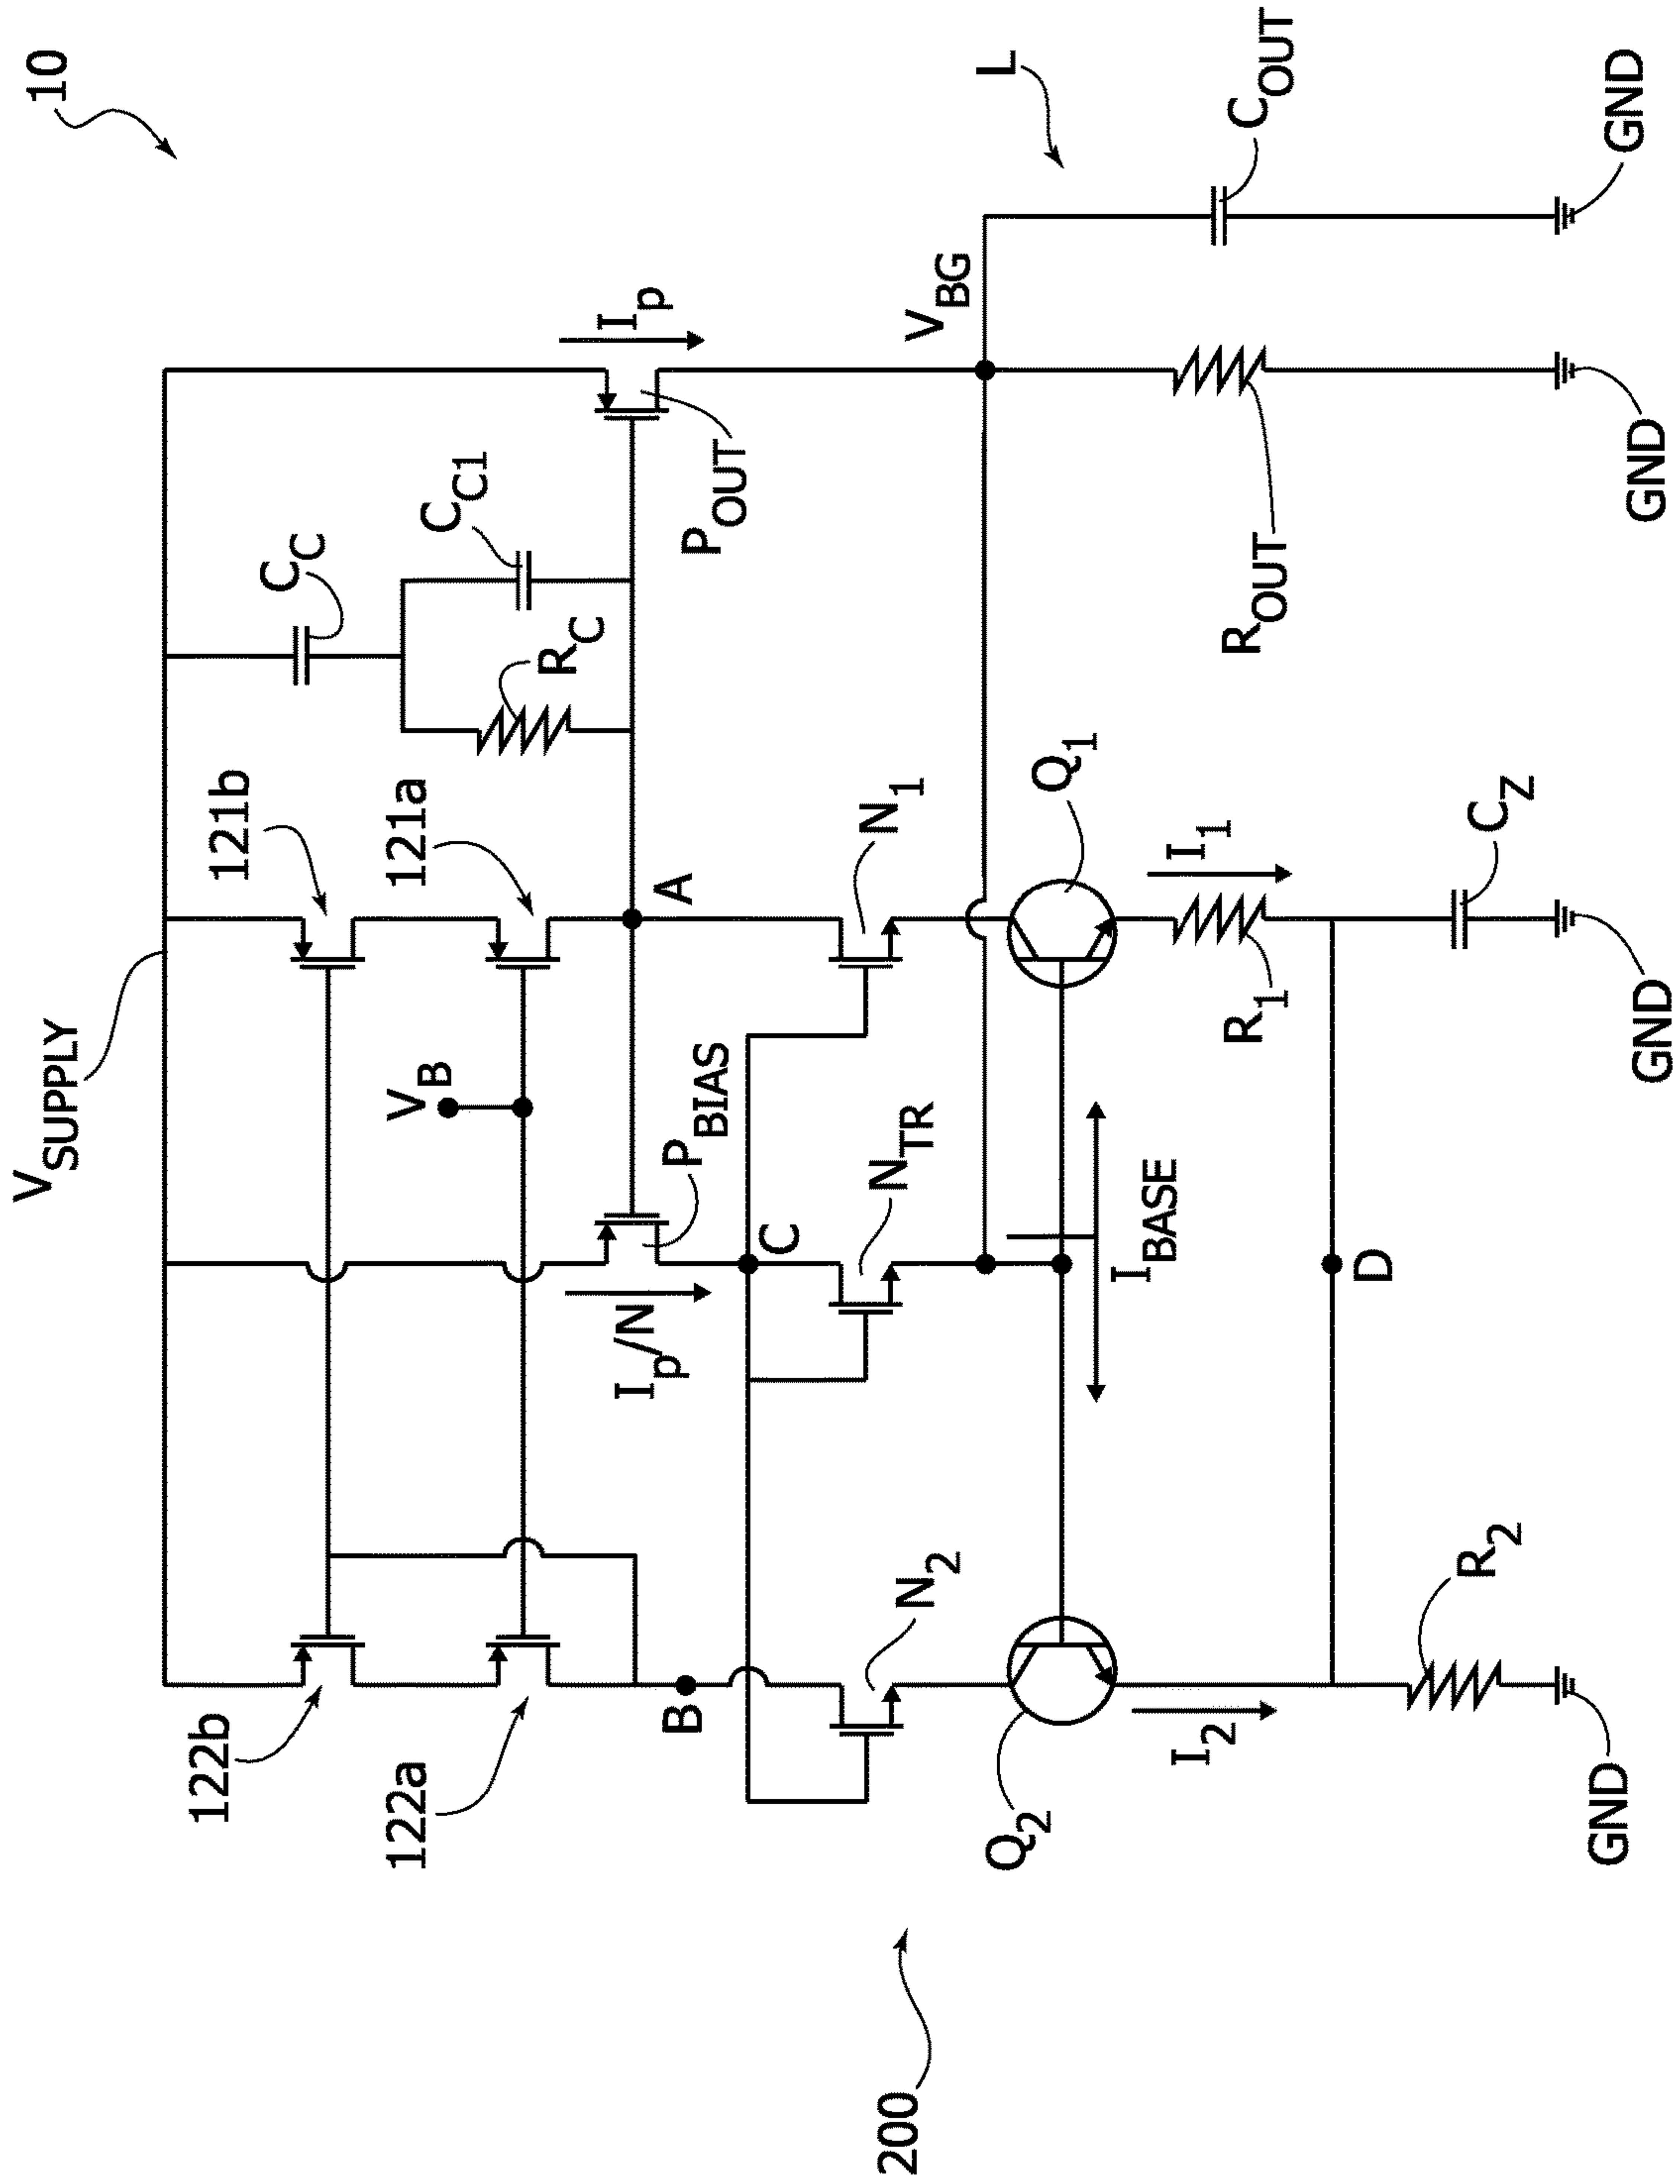 10
V_SUPPLY
C_C
C_C1
R_C
121b
121a
122b
122a
V_B
A
P_BIAS
P_OUT
I_p
I_p/N
B
C
N_2
N_TR
N_1
V_BG
L
C_OUT
R_OUT
Q_2
Q_1
I_BASE
I_2
I_1
R_1
D
R_2
C_Z
GND
GND
GND
GND
200